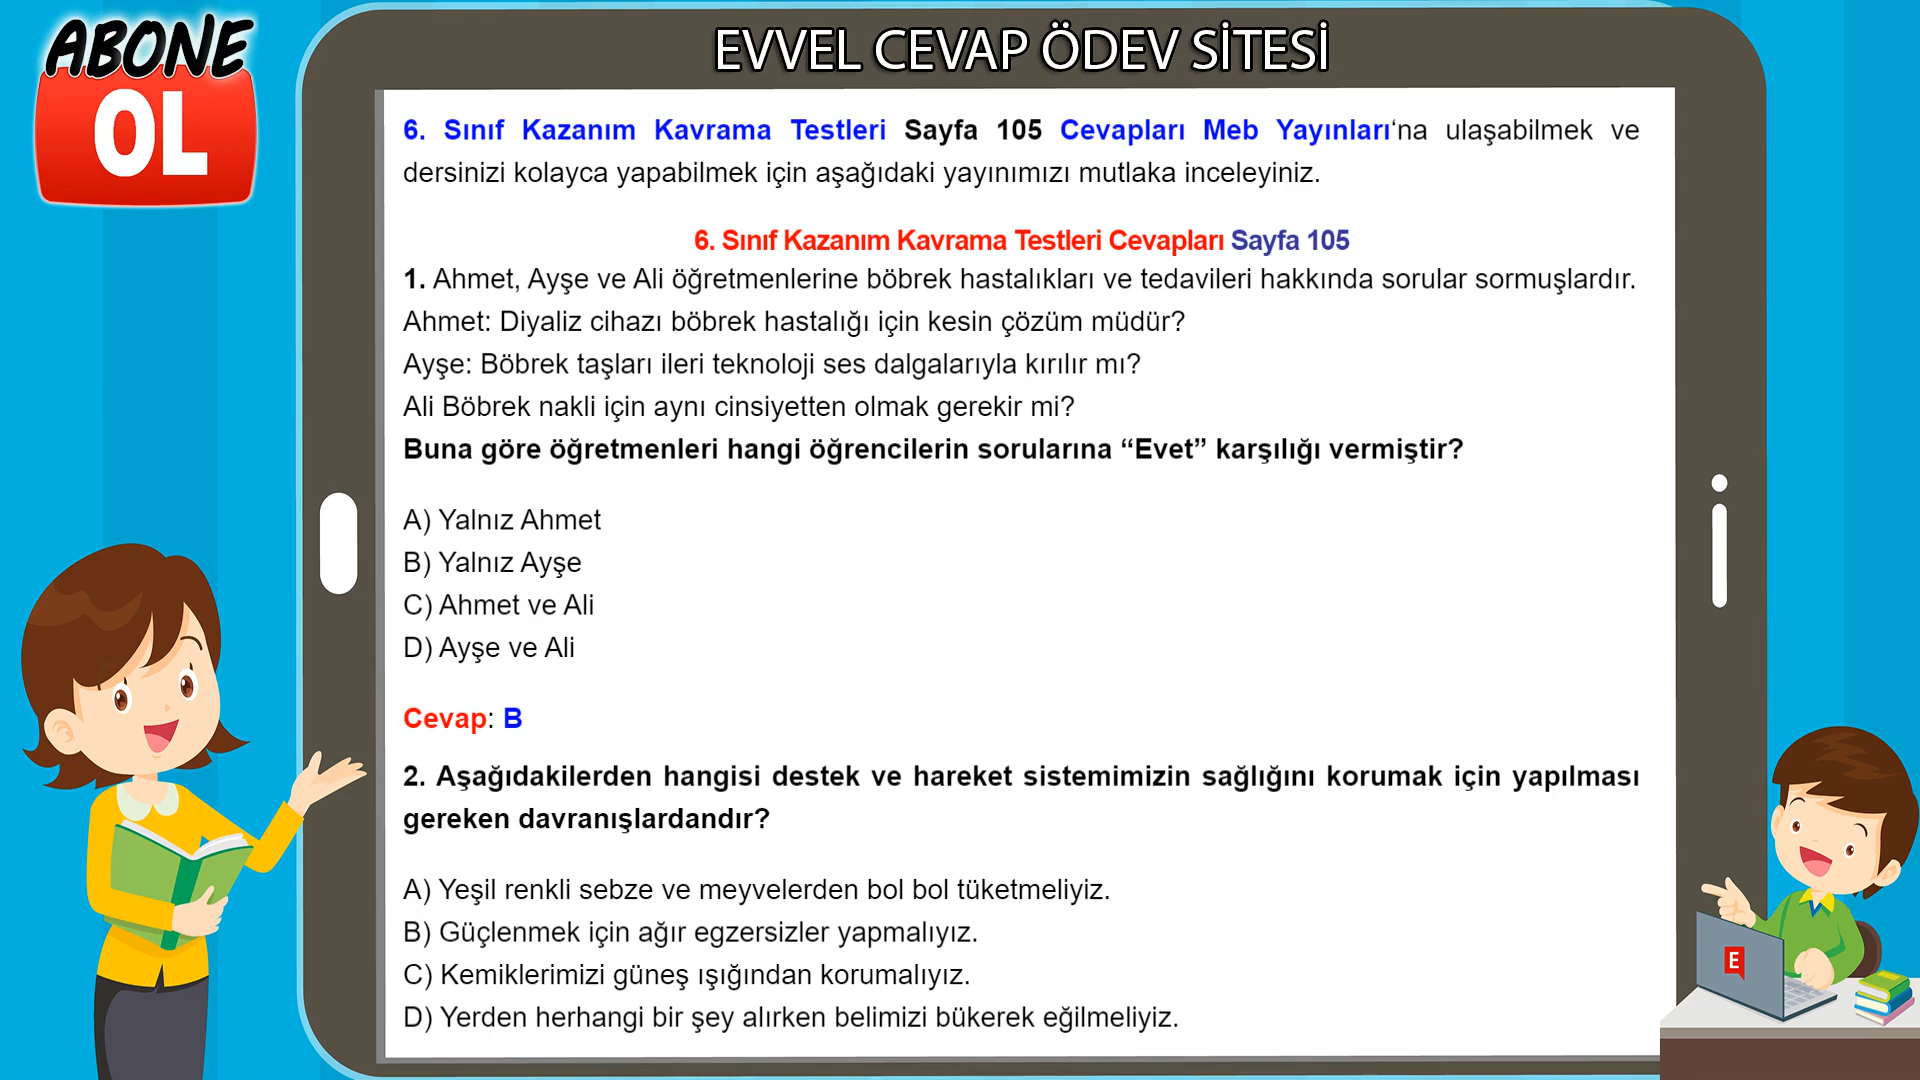 ABONE
OL
EVVEL CEVAP ÖDEV SİTESİ
6. Sınıf Kazanım Kavrama Testleri Sayfa 105 Cevapları Meb Yayınları‘na ulaşabilmek ve
dersinizi kolayca yapabilmek için aşağıdaki yayınımızı mutlaka inceleyiniz.
6. Sınıf Kazanım Kavrama Testleri Cevapları Sayfa 105
1. Ahmet, Ayşe ve Ali öğretmenlerine böbrek hastalıkları ve tedavileri hakkında sorular sormuşlardır.
Ahmet: Diyaliz cihazı böbrek hastalığı için kesin çözüm müdür?
Ayşe: Böbrek taşları ileri teknoloji ses dalgalarıyla kırılır mı?
Ali Böbrek nakli için aynı cinsiyetten olmak gerekir mi?
Buna göre öğretmenleri hangi öğrencilerin sorularına “Evet” karşılığı vermiştir?
A) Yalnız Ahmet
B) Yalnız Ayşe
C) Ahmet ve Ali
D) Ayşe ve Ali
Cevap: B
2. Aşağıdakilerden hangisi destek ve hareket sistemimizin sağlığını korumak için yapılması
gereken davranışlardandır?
A) Yeşil renkli sebze ve meyvelerden bol bol tüketmeliyiz.
B) Güçlenmek için ağır egzersizler yapmalıyız.
C) Kemiklerimizi güneş ışığından korumalıyız.
D) Yerden herhangi bir şey alırken belimizi bükerek eğilmeliyiz.
E